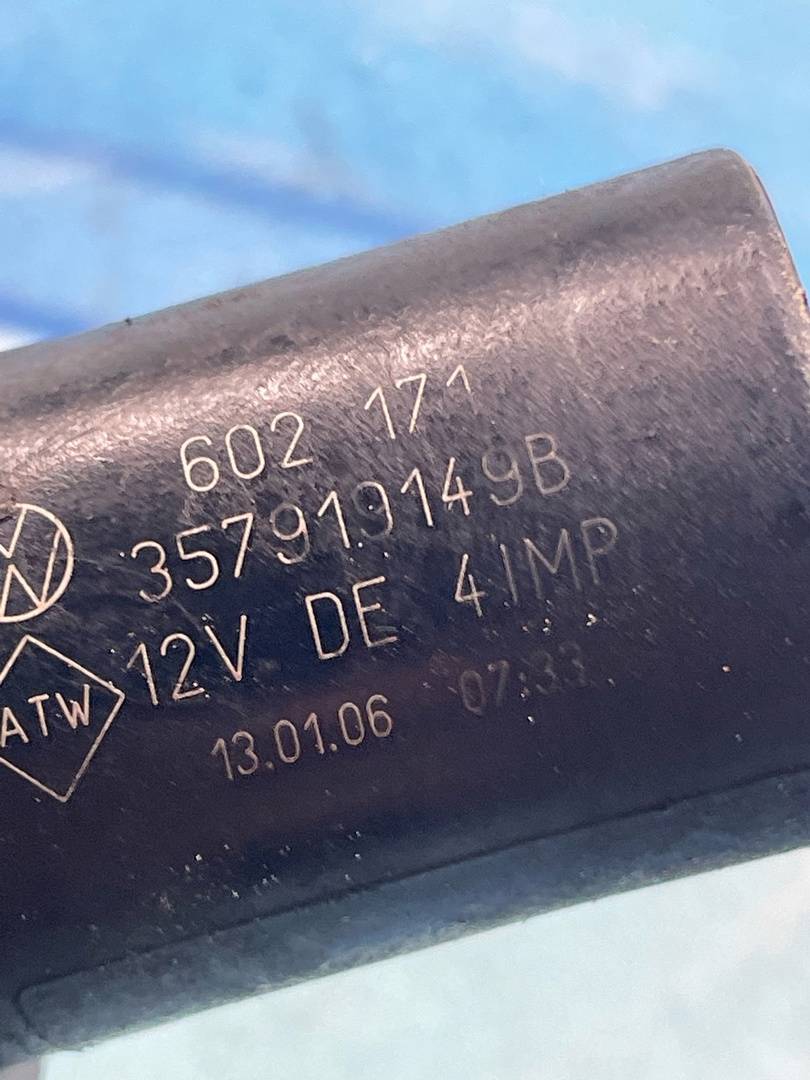 602 171
357919149B
12V DE 4IMP
ATW
13.01.06 07:33